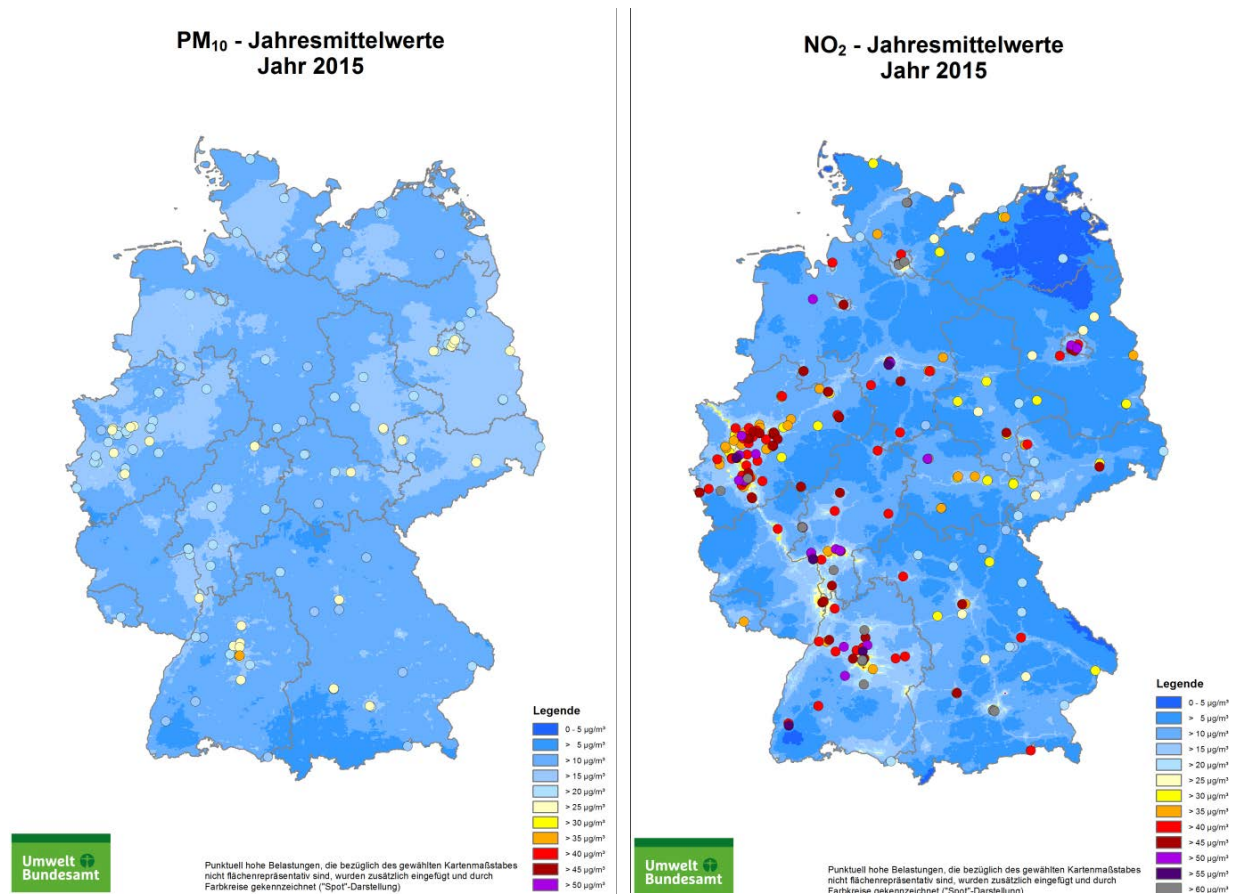 PM₁₀ - Jahresmittelwerte
Jahr 2015
Legende
0 - 5 µg/m³
> 5 µg/m³
> 10 µg/m³
> 15 µg/m³
> 20 µg/m³
> 25 µg/m³
> 30 µg/m³
> 35 µg/m³
> 40 µg/m³
> 45 µg/m³
> 50 µg/m³
Umwelt
Bundesamt
Punktuell hohe Belastungen, die bezüglich des gewählten Kartenmaßstabes
nicht flächenrepräsentativ sind, wurden zusätzlich eingefügt und durch
Farbkreise gekennzeichnet ("Spot"-Darstellung)
NO₂ - Jahresmittelwerte
Jahr 2015
Legende
0 - 5 µg/m³
> 5 µg/m³
> 10 µg/m³
> 15 µg/m³
> 20 µg/m³
> 25 µg/m³
> 30 µg/m³
> 35 µg/m³
> 40 µg/m³
> 45 µg/m³
> 50 µg/m³
> 55 µg/m³
> 60 µg/m³
Umwelt
Bundesamt
Punktuell hohe Belastungen, die bezüglich des gewählten Kartenmaßstabes
nicht flächenrepräsentativ sind, wurden zusätzlich eingefügt und durch
Farbkreise gekennzeichnet ("Spot"-Darstellung)